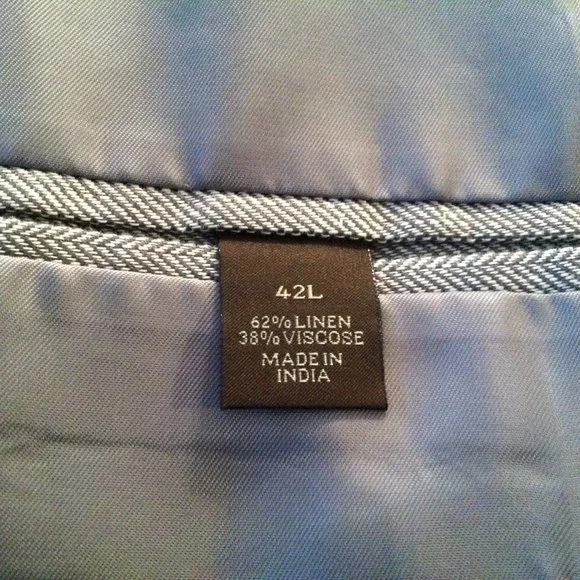 42L
62% LINEN
38% VISCOSE
MADE IN
INDIA